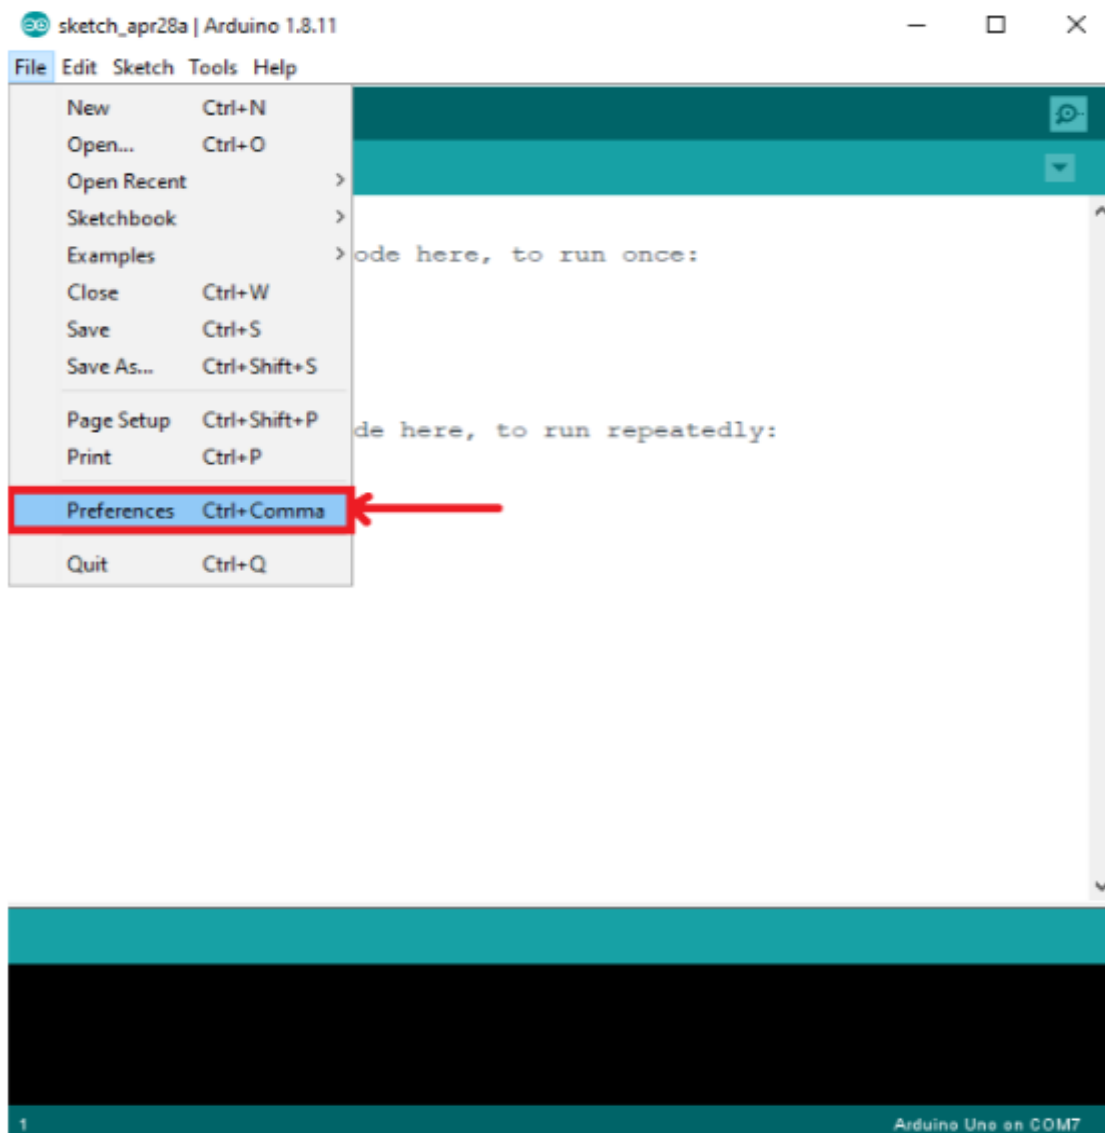 sketch_apr28a | Arduino 1.8.11
File Edit Sketch Tools Help
New Ctrl+N
Open... Ctrl+O
Open Recent
Sketchbook
Examples
ode here, to run once:
Close Ctrl+W
Save Ctrl+S
Save As... Ctrl+Shift+S
Page Setup Ctrl+Shift+P
de here, to run repeatedly:
Print Ctrl+P
Preferences Ctrl+Comma
Quit Ctrl+Q
1 Arduino Uno on COM7